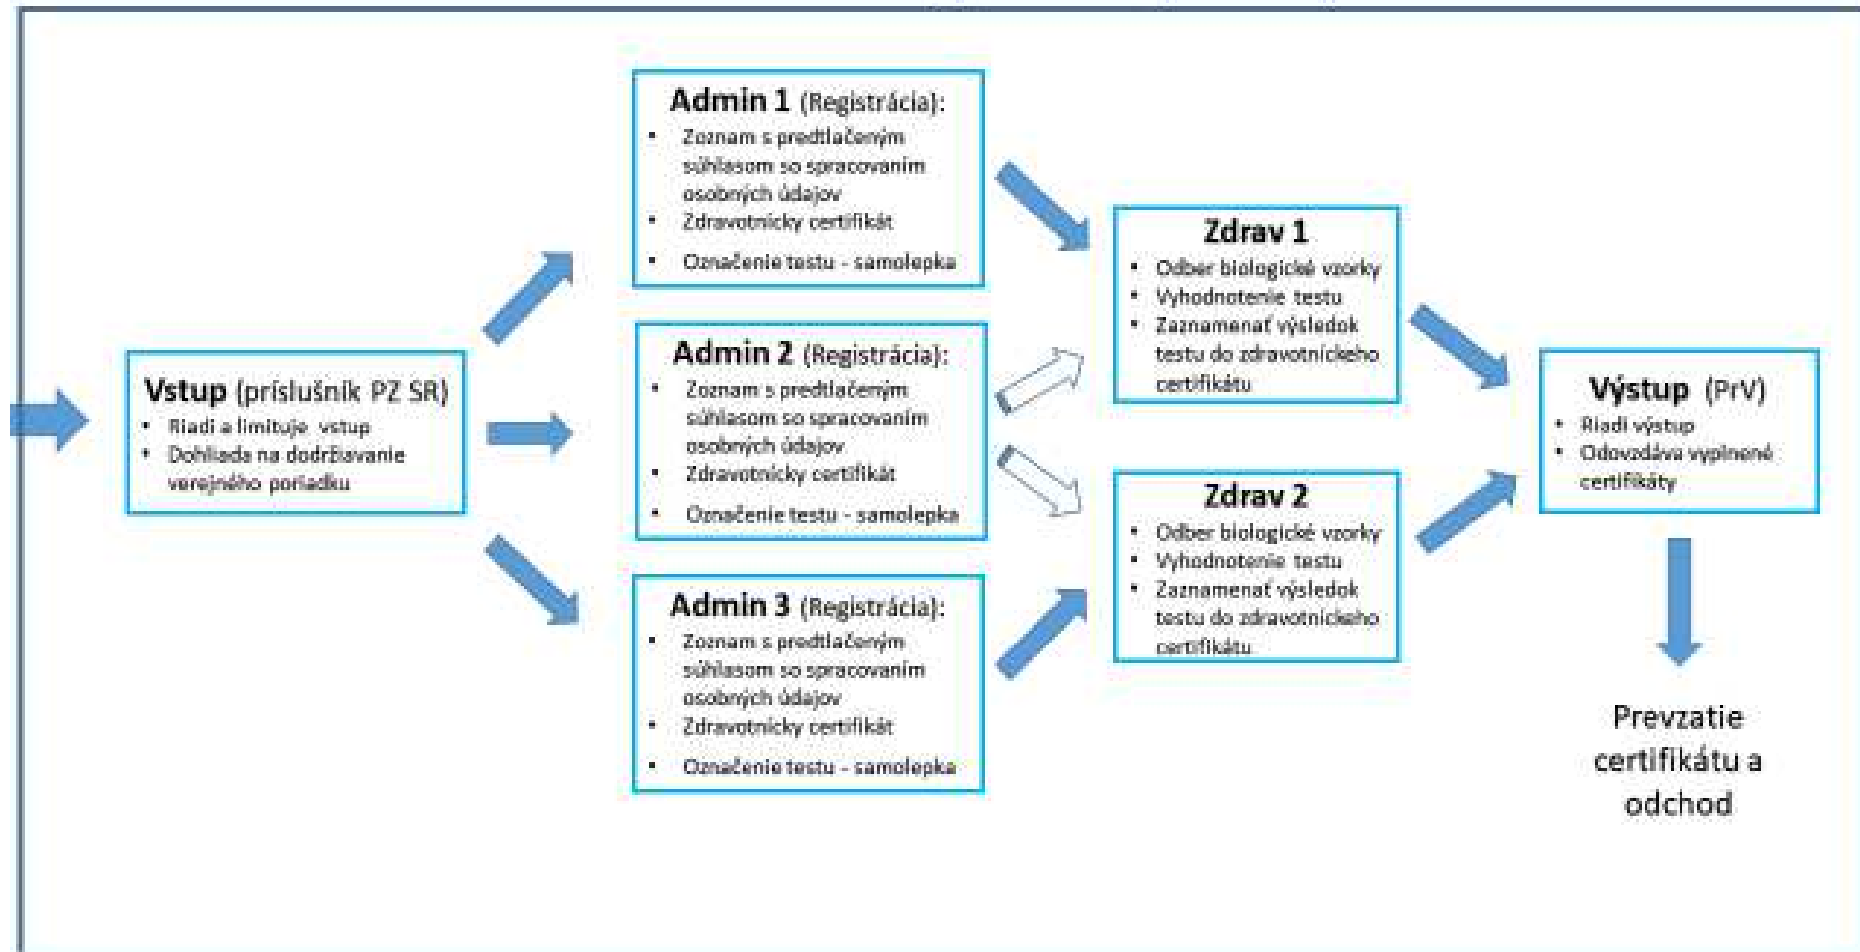 Vstup (príslušník PZ SR)
Riadi a limituje vstup
Dohliada na dodržiavanie
verejného poriadku
Admin 1 (Registrácia):
Zoznam s predtlačeným
súhlasom so spracovaním
osobných údajov
Zdravotnícky certifikát
Označenie testu - samolepka
Admin 2 (Registrácia):
Zoznam s predtlačeným
súhlasom so spracovaním
osobných údajov
Zdravotnícky certifikát
Označenie testu - samolepka
Admin 3 (Registrácia):
Zoznam s predtlačeným
súhlasom so spracovaním
osobných údajov
Zdravotnícky certifikát
Označenie testu - samolepka
Zdrav 1
Odber biologické vzorky
Vyhodnotenie testu
Zaznamenať výsledok
testu do zdravotníckeho
certifikátu
Zdrav 2
Odber biologické vzorky
Vyhodnotenie testu
Zaznamenať výsledok
testu do zdravotníckeho
certifikátu
Výstup (PrV)
Riadi výstup
Odovzdáva vyplnené
certifikáty
Prevzatie
certifikátu a
odchod